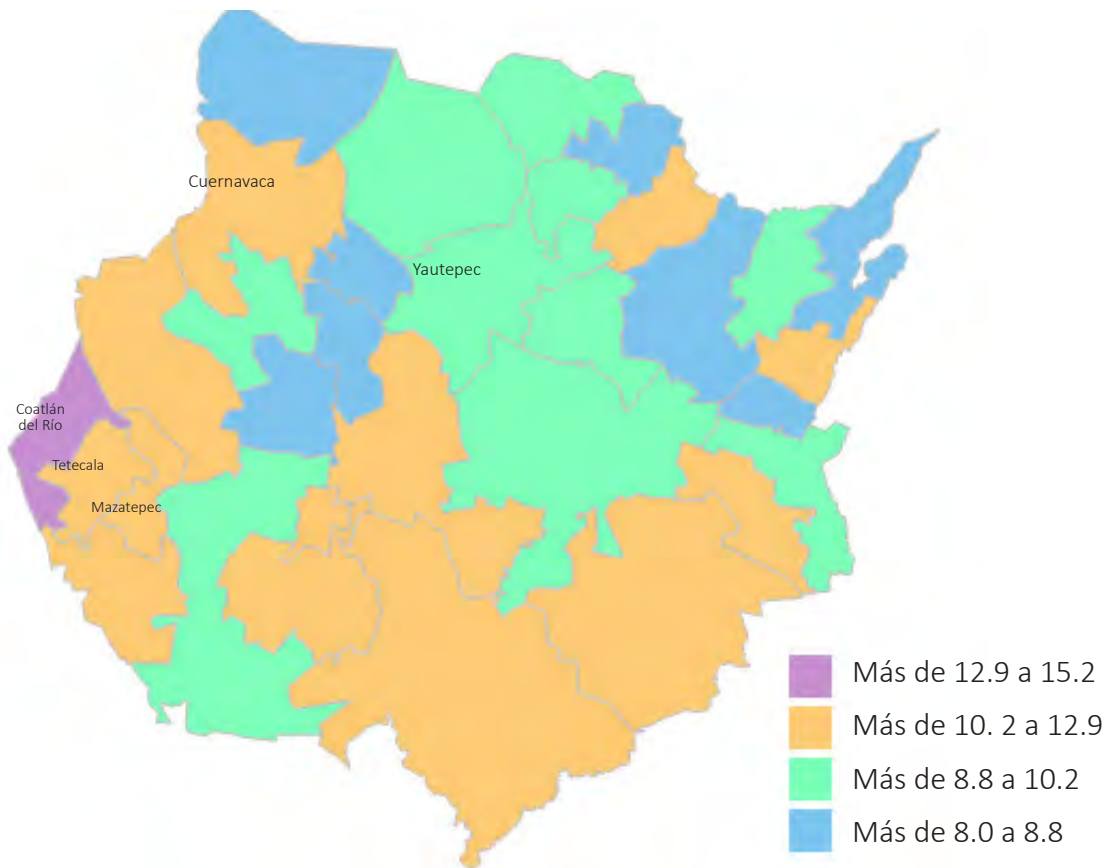 Cuernavaca
Yautepec
Coatlán
del Río
Tetecala
Mazatepec
Más de 12.9 a 15.2
Más de 10. 2 a 12.9
Más de 8.8 a 10.2
Más de 8.0 a 8.8